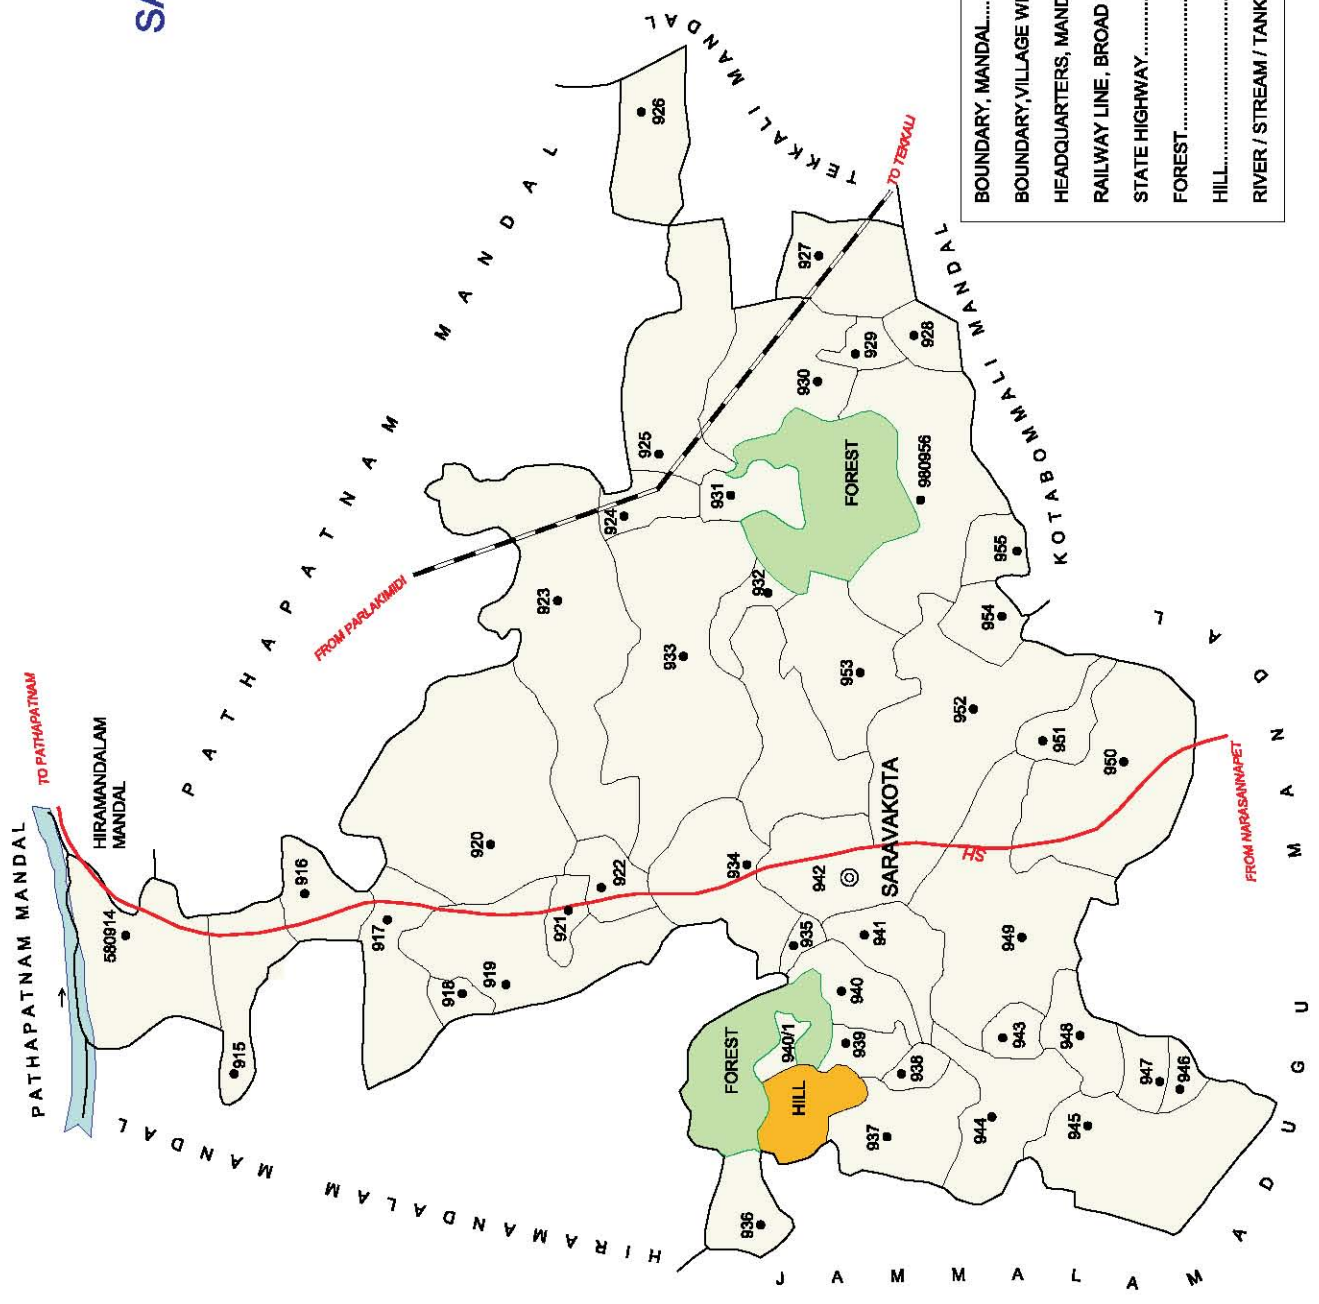 SA
PATHAPATNAM MANDAL
TO PATHAPATNAM
HIRAMANDALAM
MANDAL
PATHAPATNAM MANDAL
TEKKALI MANDAL
KOTABOMMALI MANDAL
HIRAMANDALAM MANDAL
JAMMALAMADUGU MANDAL
FROM PARLAKIMIDI
TO TEKKALI
FROM NARASANNAPET
SH
SARAVAKOTA
FOREST
FOREST
HILL
580914
915
916
917
918
919
920
921
922
923
924
925
926
927
928
929
930
931
932
933
934
935
936
937
938
939
940
940/1
941
942
943
944
945
946
947
948
949
950
951
952
953
954
955
980956
BOUNDARY, MANDAL...
BOUNDARY,VILLAGE WI
HEADQUARTERS, MAND
RAILWAY LINE, BROAD
STATE HIGHWAY...........
FOREST......................
HILL...........................
RIVER / STREAM / TANK